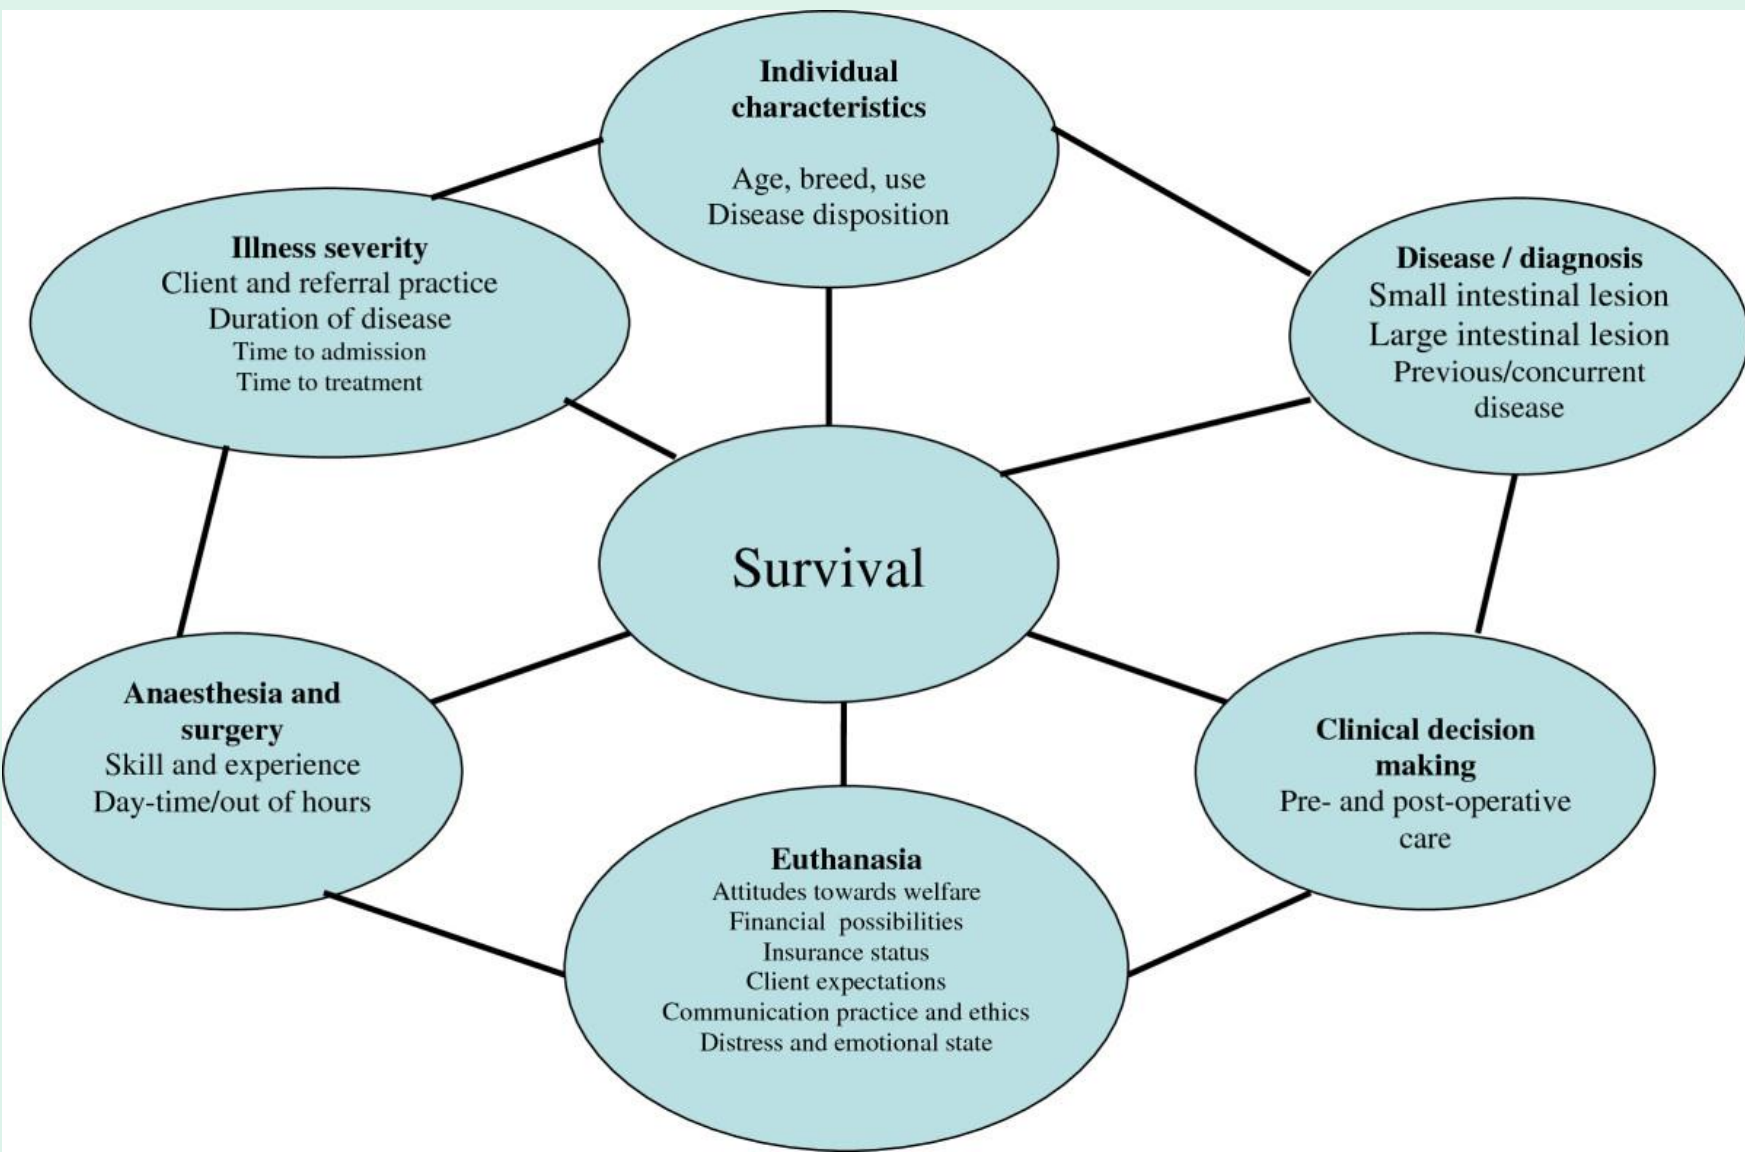 Individual
characteristics
Age, breed, use
Disease disposition
Illness severity
Client and referral practice
Duration of disease
Time to admission
Time to treatment
Disease / diagnosis
Small intestinal lesion
Large intestinal lesion
Previous/concurrent
disease
Survival
Anaesthesia and
surgery
Skill and experience
Day-time/out of hours
Clinical decision
making
Pre- and post-operative
care
Euthanasia
Attitudes towards welfare
Financial possibilities
Insurance status
Client expectations
Communication practice and ethics
Distress and emotional state